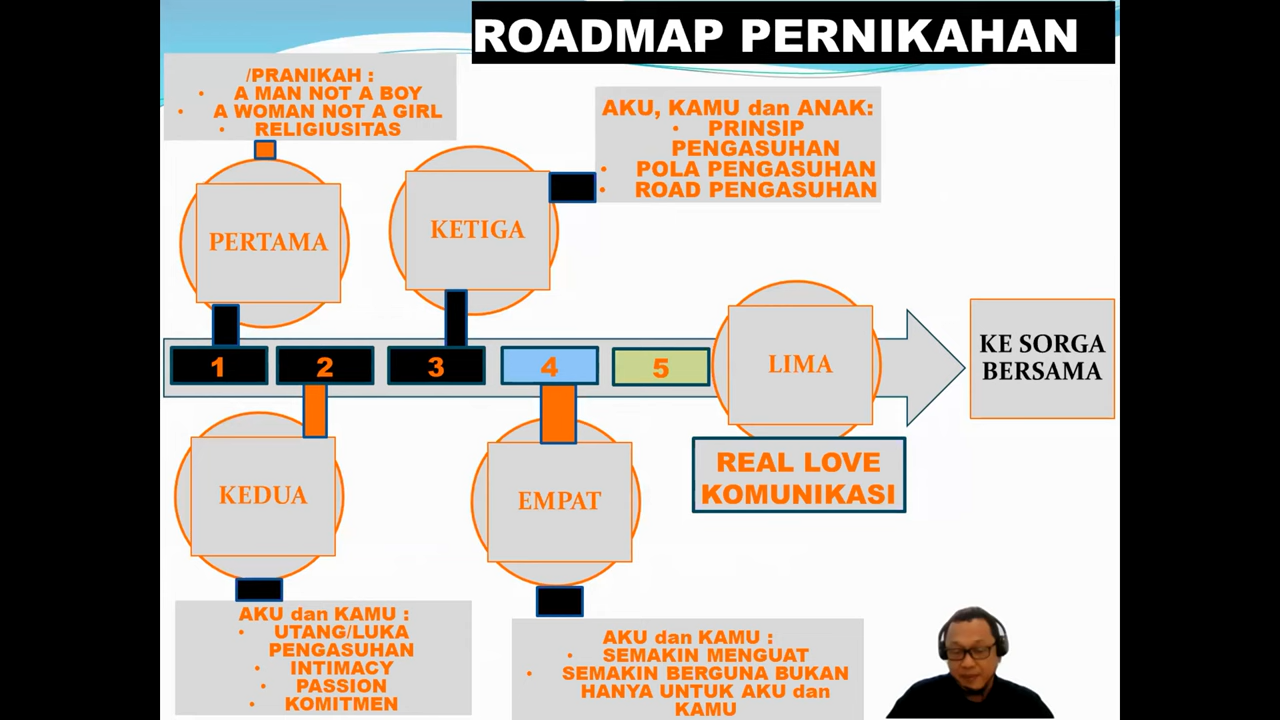 ROADMAP PERNIKAHAN
/PRANIKAH :
• A MAN NOT A BOY
• A WOMAN NOT A GIRL
• RELIGIUSITAS
AKU, KAMU dan ANAK:
• PRINSIP
PENGASUHAN
• POLA PENGASUHAN
• ROAD PENGASUHAN
PERTAMA
KETIGA
1
2
3
4
5
LIMA
KE SORGA
BERSAMA
REAL LOVE
KOMUNIKASI
KEDUA
EMPAT
AKU dan KAMU :
• UTANG/LUKA
PENGASUHAN
• INTIMACY
• PASSION
• KOMITMEN
AKU dan KAMU :
• SEMAKIN MENGUAT
• SEMAKIN BERGUNA BUKAN
HANYA UNTUK AKU dan
KAMU